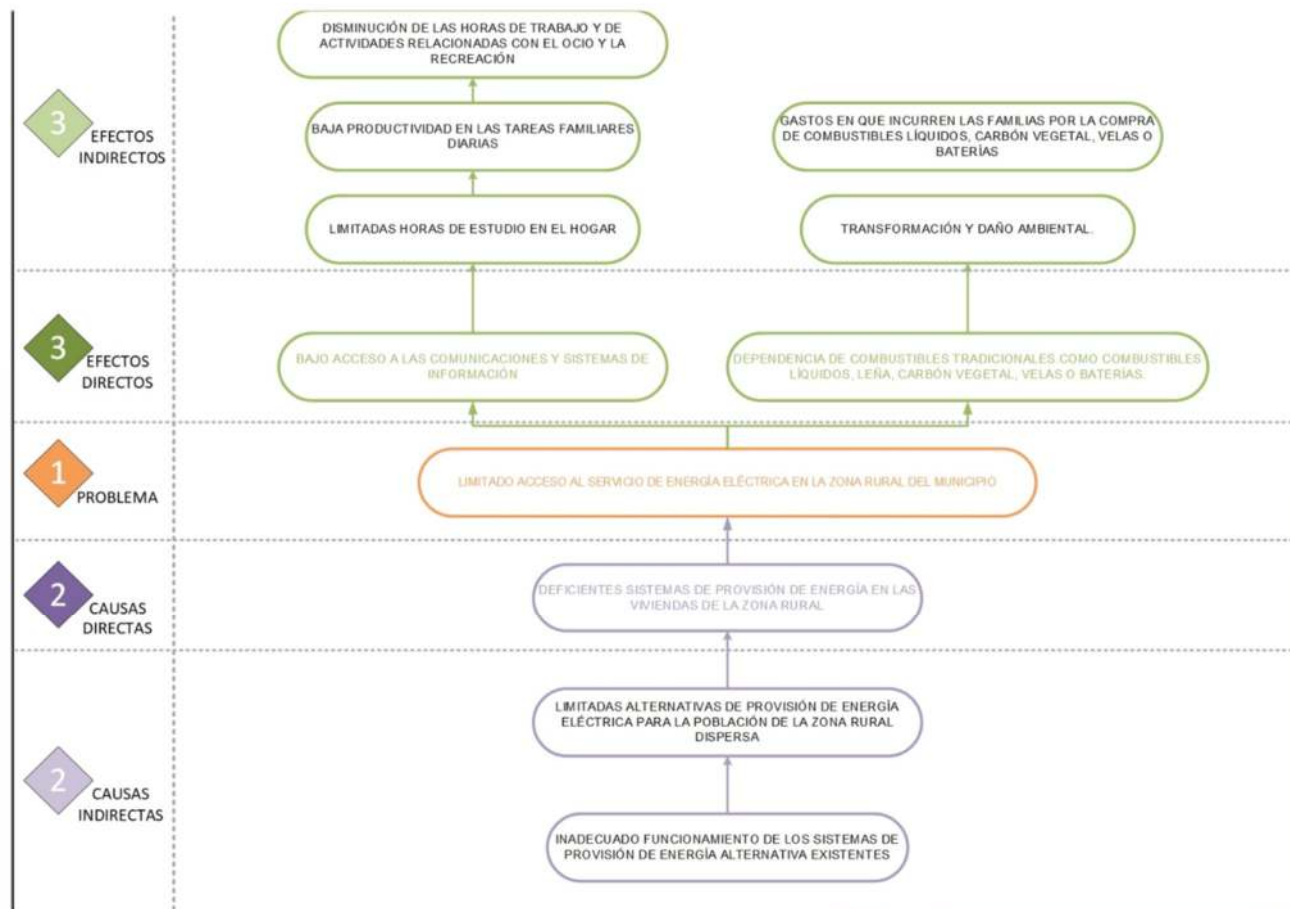 DISMINUCIÓN DE LAS HORAS DE TRABAJO Y DE
ACTIVIDADES RELACIONADAS CON EL OCIO Y LA
RECREACIÓN
3
EFECTOS
INDIRECTOS
BAJA PRODUCTIVIDAD EN LAS TAREAS FAMILIARES
DIARIAS
GASTOS EN QUE INCURREN LAS FAMILIAS POR LA COMPRA
DE COMBUSTIBLES LÍQUIDOS, CARBÓN VEGETAL, VELAS O
BATERÍAS
LIMITADAS HORAS DE ESTUDIO EN EL HOGAR
TRANSFORMACIÓN Y DAÑO AMBIENTAL.
3
EFECTOS
DIRECTOS
BAJO ACCESO A LAS COMUNICACIONES Y SISTEMAS DE
INFORMACIÓN
DEPENDENCIA DE COMBUSTIBLES TRADICIONALES COMO COMBUSTIBLES
LÍQUIDOS, LEÑA, CARBÓN VEGETAL, VELAS O BATERÍAS.
1
PROBLEMA
LIMITADO ACCESO AL SERVICIO DE ENERGÍA ELÉCTRICA EN LA ZONA RURAL DEL MUNICIPIO
2
CAUSAS
DIRECTAS
DEFICIENTES SISTEMAS DE PROVISIÓN DE ENERGÍA EN LAS
VIVIENDAS DE LA ZONA RURAL
2
CAUSAS
INDIRECTAS
LIMITADAS ALTERNATIVAS DE PROVISIÓN DE ENERGÍA
ELÉCTRICA PARA LA POBLACIÓN DE LA ZONA RURAL
DISPERSA
INADECUADO FUNCIONAMIENTO DE LOS SISTEMAS DE
PROVISIÓN DE ENERGÍA ALTERNATIVA EXISTENTES